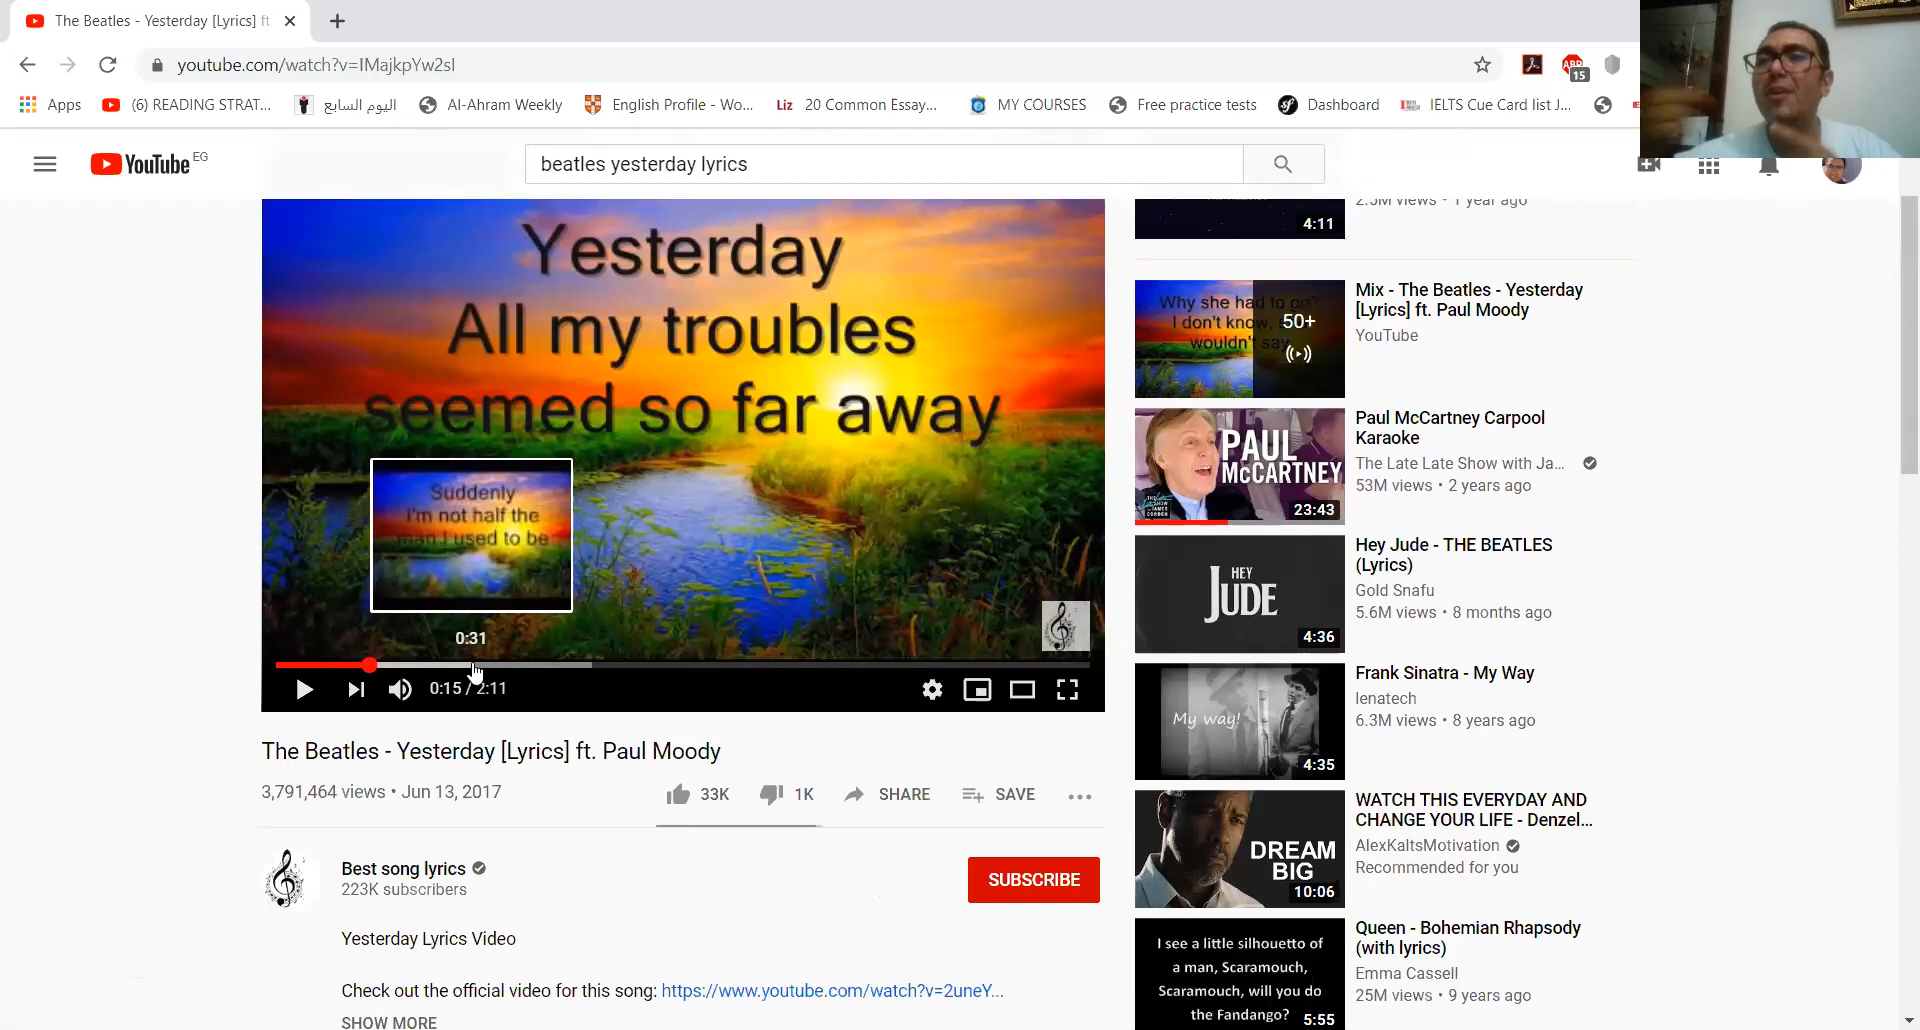 The Beatles - Yesterday [Lyrics] ft
youtube.com/watch?v=IMajkpYw2sI
ABP
15
Apps
(6) READING STRAT...
اليوم السابع
Al-Ahram Weekly
English Profile - Wo...
Liz
20 Common Essay...
MY COURSES
Free practice tests
Dashboard
IELTS Cue Card list J...
YouTube EG
beatles yesterday lyrics
Yesterday
All my troubles
seemed so far away
Suddenly
I'm not half the
man I used to be
0:31
0:15 / 2:11
The Beatles - Yesterday [Lyrics] ft. Paul Moody
3,791,464 views • Jun 13, 2017
33K
1K
SHARE
SAVE
Best song lyrics
223K subscribers
SUBSCRIBE
Yesterday Lyrics Video
Check out the official video for this song: https://www.youtube.com/watch?v=2uneY...
SHOW MORE
4:11
2.5M views • 1 year ago
Why she had to go?
I don't know,
wouldn't say
50+
Mix - The Beatles - Yesterday
[Lyrics] ft. Paul Moody
YouTube
PAUL
McCARTNEY
23:43
Paul McCartney Carpool
Karaoke
The Late Late Show with Ja...
53M views • 2 years ago
HEY
JUDE
4:36
Hey Jude - THE BEATLES
(Lyrics)
Gold Snafu
5.6M views • 8 months ago
My way!
4:35
Frank Sinatra - My Way
lenatech
6.3M views • 8 years ago
DREAM
BIG
10:06
WATCH THIS EVERYDAY AND
CHANGE YOUR LIFE - Denzel...
AlexKaltsMotivation
Recommended for you
I see a little silhouetto of
a man, Scaramouch,
Scaramouch, will you do
the Fandango?
5:55
Queen - Bohemian Rhapsody
(with lyrics)
Emma Cassell
25M views • 9 years ago